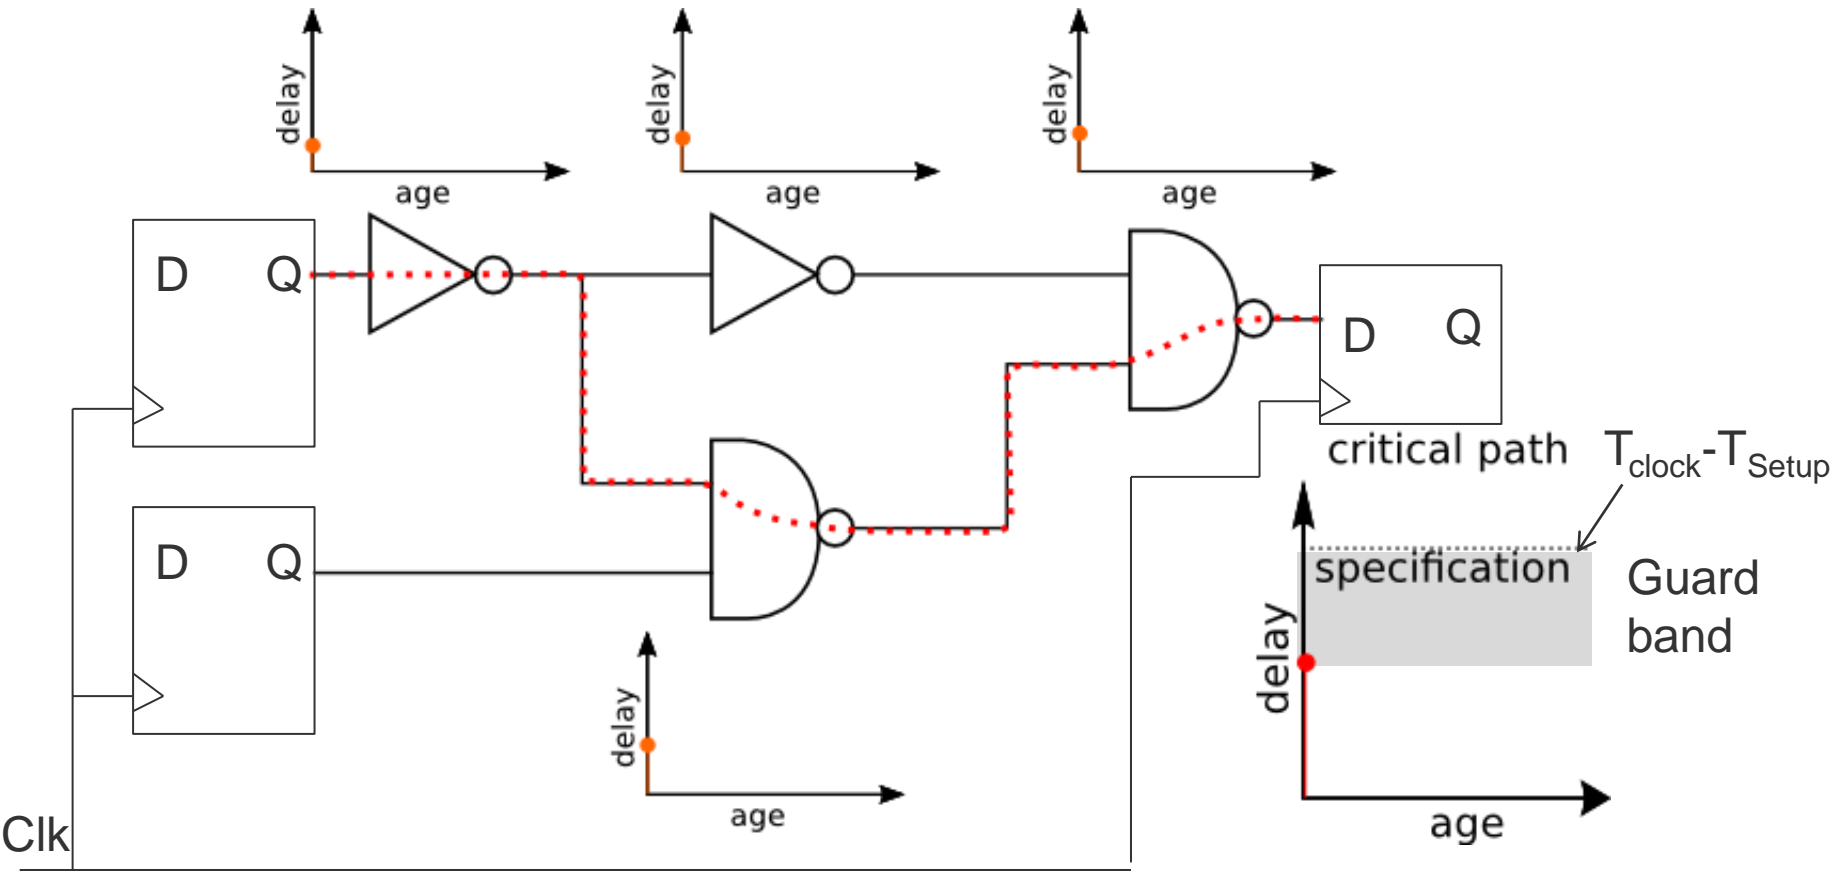 delay
age
delay
age
delay
age
D Q
D Q
critical path
Tclock-TSetup
specification
Guard
band
delay
age
D Q
delay
age
Clk